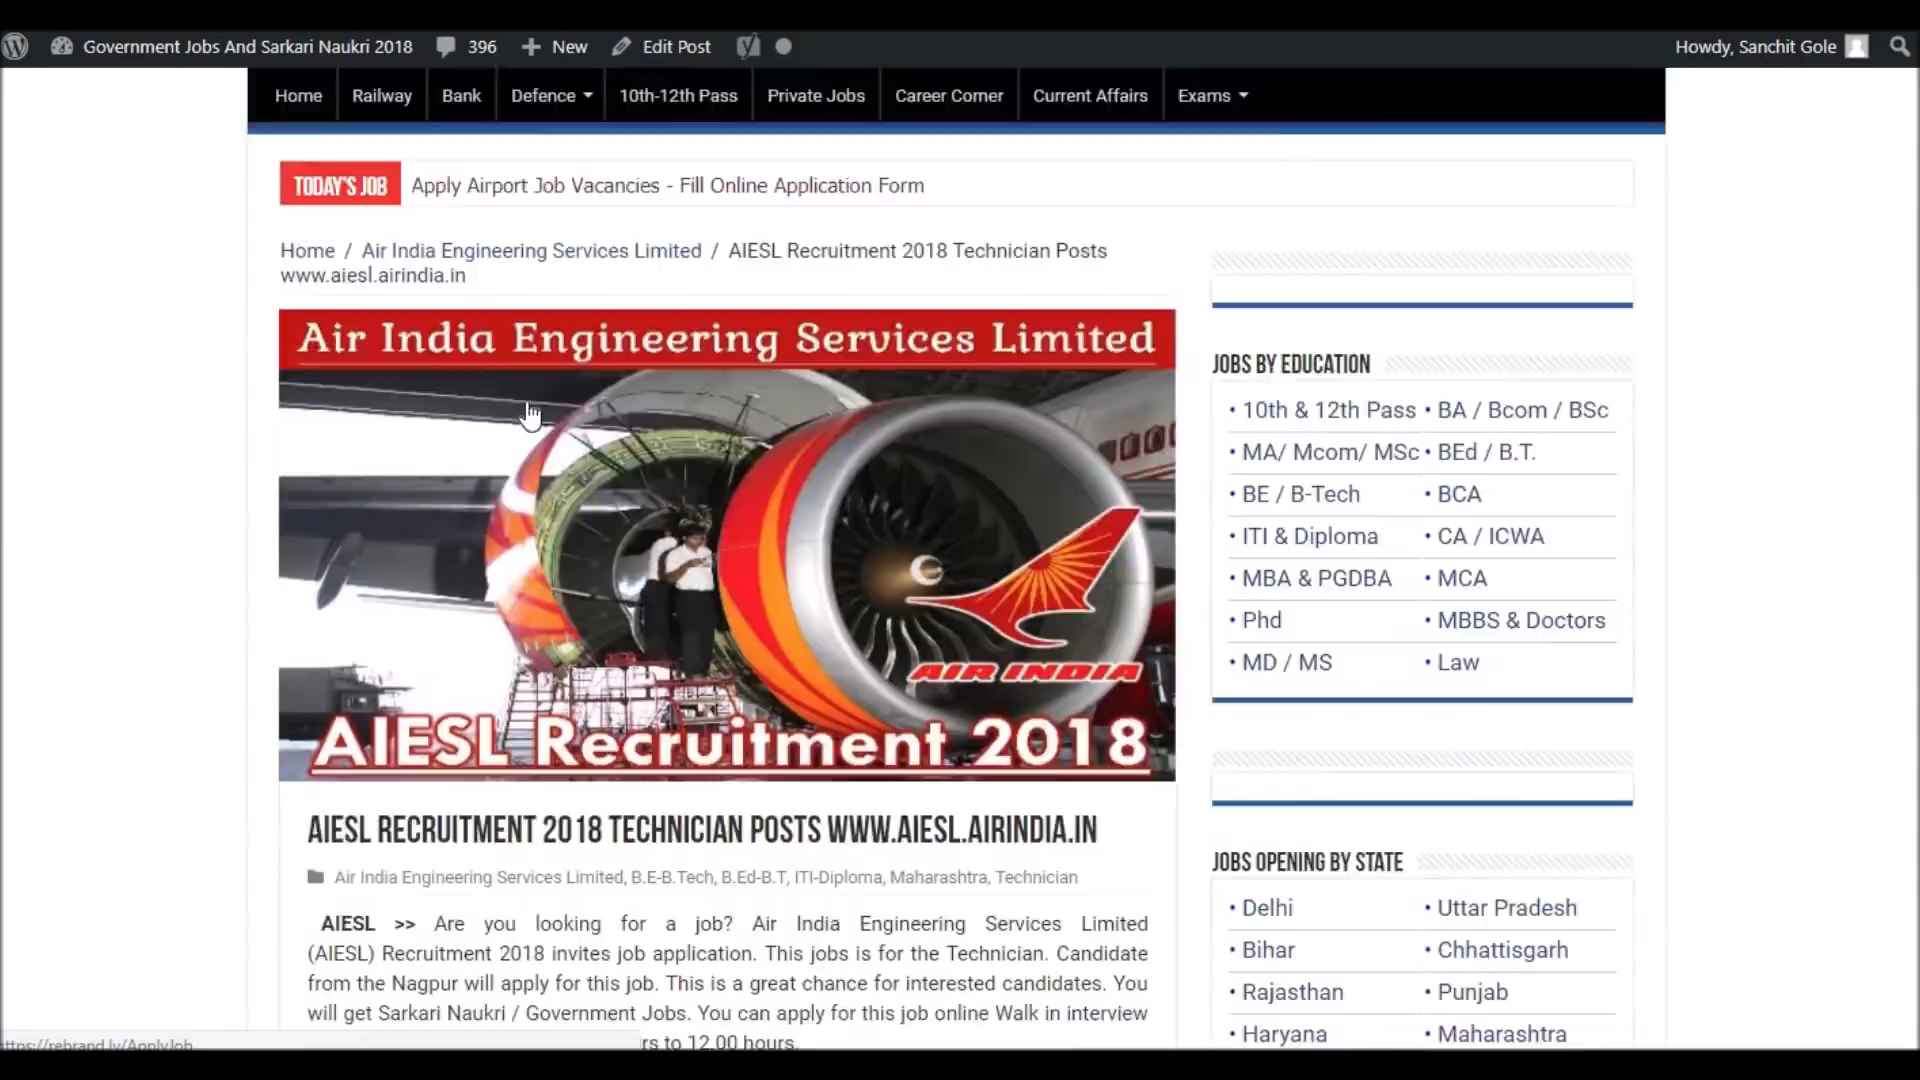 Government Jobs And Sarkari Naukri 2018 396 New Edit Post Howdy, Sanchit Gole
Home Railway Bank Defence 10th-12th Pass Private Jobs Career Corner Current Affairs Exams
TODAY'S JOB Apply Airport Job Vacancies - Fill Online Application Form
Home / Air India Engineering Services Limited / AIESL Recruitment 2018 Technician Posts
www.aiesl.airindia.in
Air India Engineering Services Limited
AIR INDIA
AIESL Recruitment 2018
AIESL RECRUITMENT 2018 TECHNICIAN POSTS WWW.AIESL.AIRINDIA.IN
Air India Engineering Services Limited, B.E-B.Tech, B.Ed-B.T, ITI-Diploma, Maharashtra, Technician
AIESL >> Are you looking for a job? Air India Engineering Services Limited
(AIESL) Recruitment 2018 invites job application. This jobs is for the Technician. Candidate
from the Nagpur will apply for this job. This is a great chance for interested candidates. You
will get Sarkari Naukri / Government Jobs. You can apply for this job online Walk in interview
rs to 12.00 hours.
https://rebrand.ly/ApplyJob
JOBS BY EDUCATION
• 10th & 12th Pass • BA / Bcom / BSc
• MA/ Mcom/ MSc • BEd / B.T.
• BE / B-Tech • BCA
• ITI & Diploma • CA / ICWA
• MBA & PGDBA • MCA
• Phd • MBBS & Doctors
• MD / MS • Law
JOBS OPENING BY STATE
• Delhi • Uttar Pradesh
• Bihar • Chhattisgarh
• Rajasthan • Punjab
• Haryana • Maharashtra